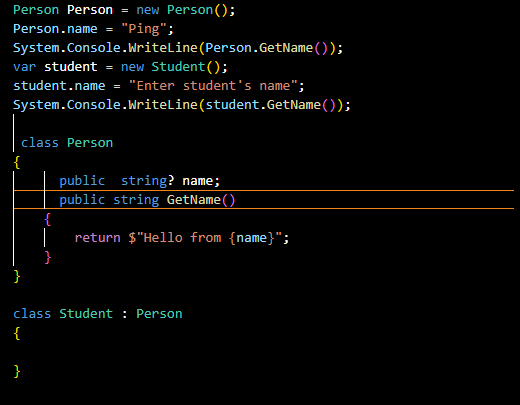 Person Person = new Person();
Person.name = "Ping";
System.Console.WriteLine(Person.GetName());
var student = new Student();
student.name = "Enter student's name";
System.Console.WriteLine(student.GetName());
class Person
{
public  string? name;
public string GetName()
{
return $"Hello from {name}";
}
}
class Student : Person
{
}